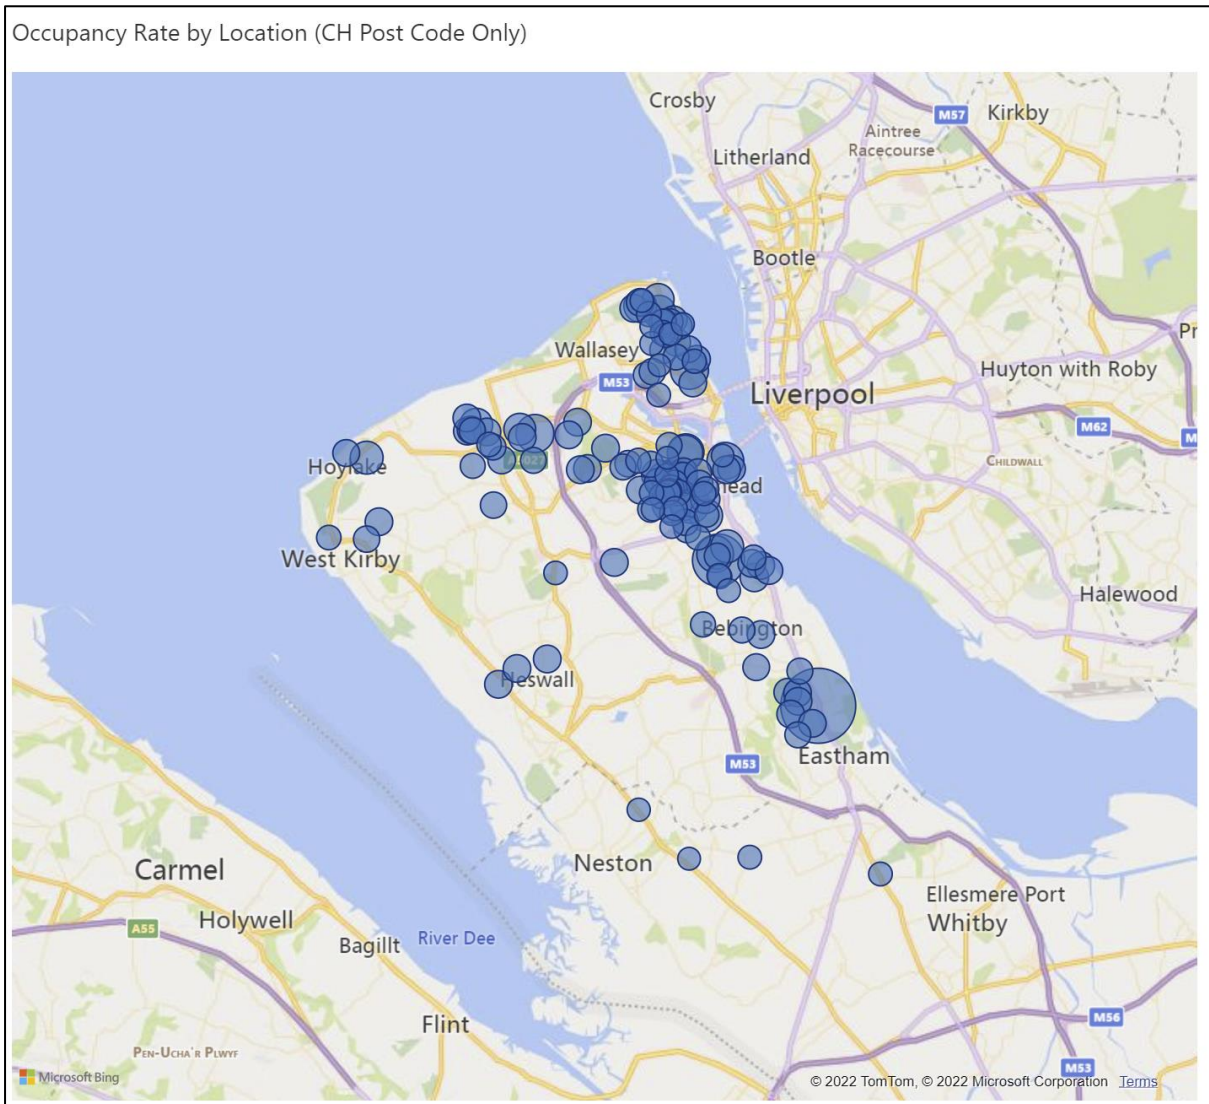 Occupancy Rate by Location (CH Post Code Only)
Crosby
M57
Kirkby
Aintree
Racecourse
Litherland
Bootle
Wallasey
M53
Liverpool
Huyton with Roby
M62
M
CHILDWALL
Hoylake
head
West Kirby
Halewood
Bebington
Heswall
Eastham
M53
Neston
Carmel
Ellesmere Port
Holywell
Whitby
A55
Bagillt
River Dee
Flint
M56
PEN-UCHA'R PLWYF
M53
Microsoft Bing
© 2022 TomTom, © 2022 Microsoft Corporation Terms